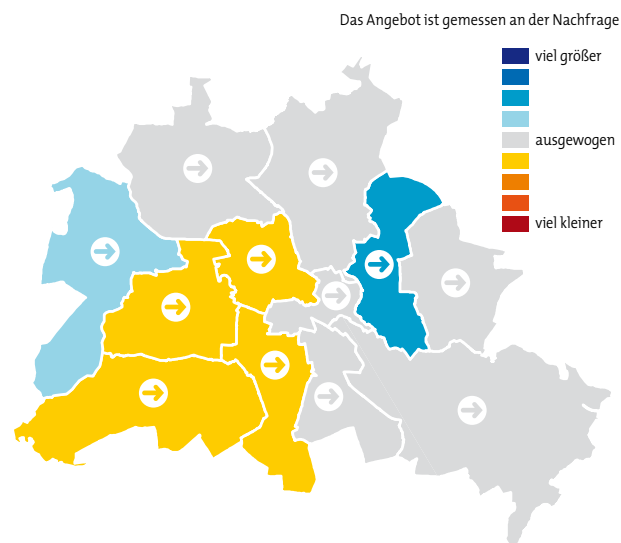 Das Angebot ist gemessen an der Nachfrage
viel größer
ausgewogen
viel kleiner